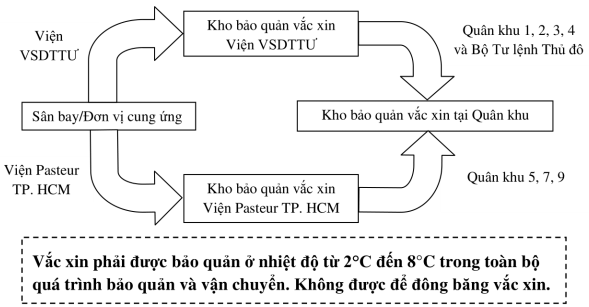 Viện
VSDTTƯ
Kho bảo quản vắc xin
Viện VSDTTƯ
Quân khu 1, 2, 3, 4
và Bộ Tư lệnh Thủ đô
Sân bay/Đơn vị cung ứng
Kho bảo quản vắc xin tại Quân khu
Viện Pasteur
TP. HCM
Kho bảo quản vắc xin
Viện Pasteur TP. HCM
Quân khu 5, 7, 9
Vắc xin phải được bảo quản ở nhiệt độ từ 2°C đến 8°C trong toàn bộ
quá trình bảo quản và vận chuyển. Không được để đông băng vắc xin.